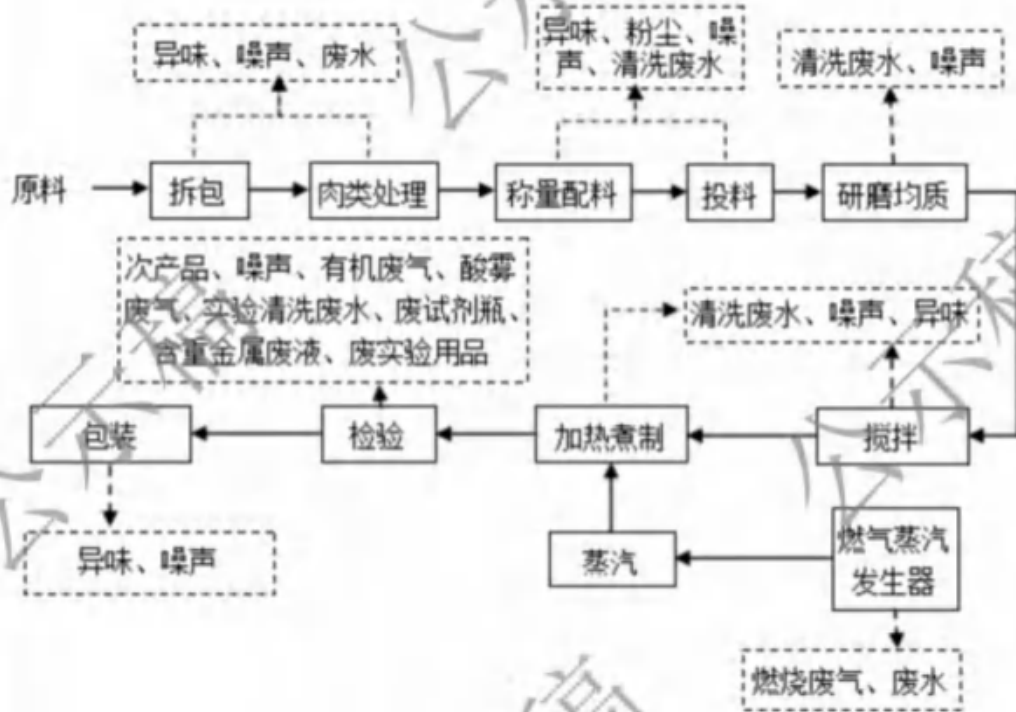 异味、噪声、废水
异味、粉尘、噪
声、清洗废水
清洗废水、噪声
原料
拆包
肉类处理
称量配料
投料
研磨均质
次产品、噪声、有机废气、酸雾
废气、实验清洗废水、废试剂瓶、
含重金属废液、废实验用品
清洗废水、噪声、异味
包装
检验
加热煮制
搅拌
异味、噪声
蒸汽
燃气蒸汽
发生器
燃烧废气、废水